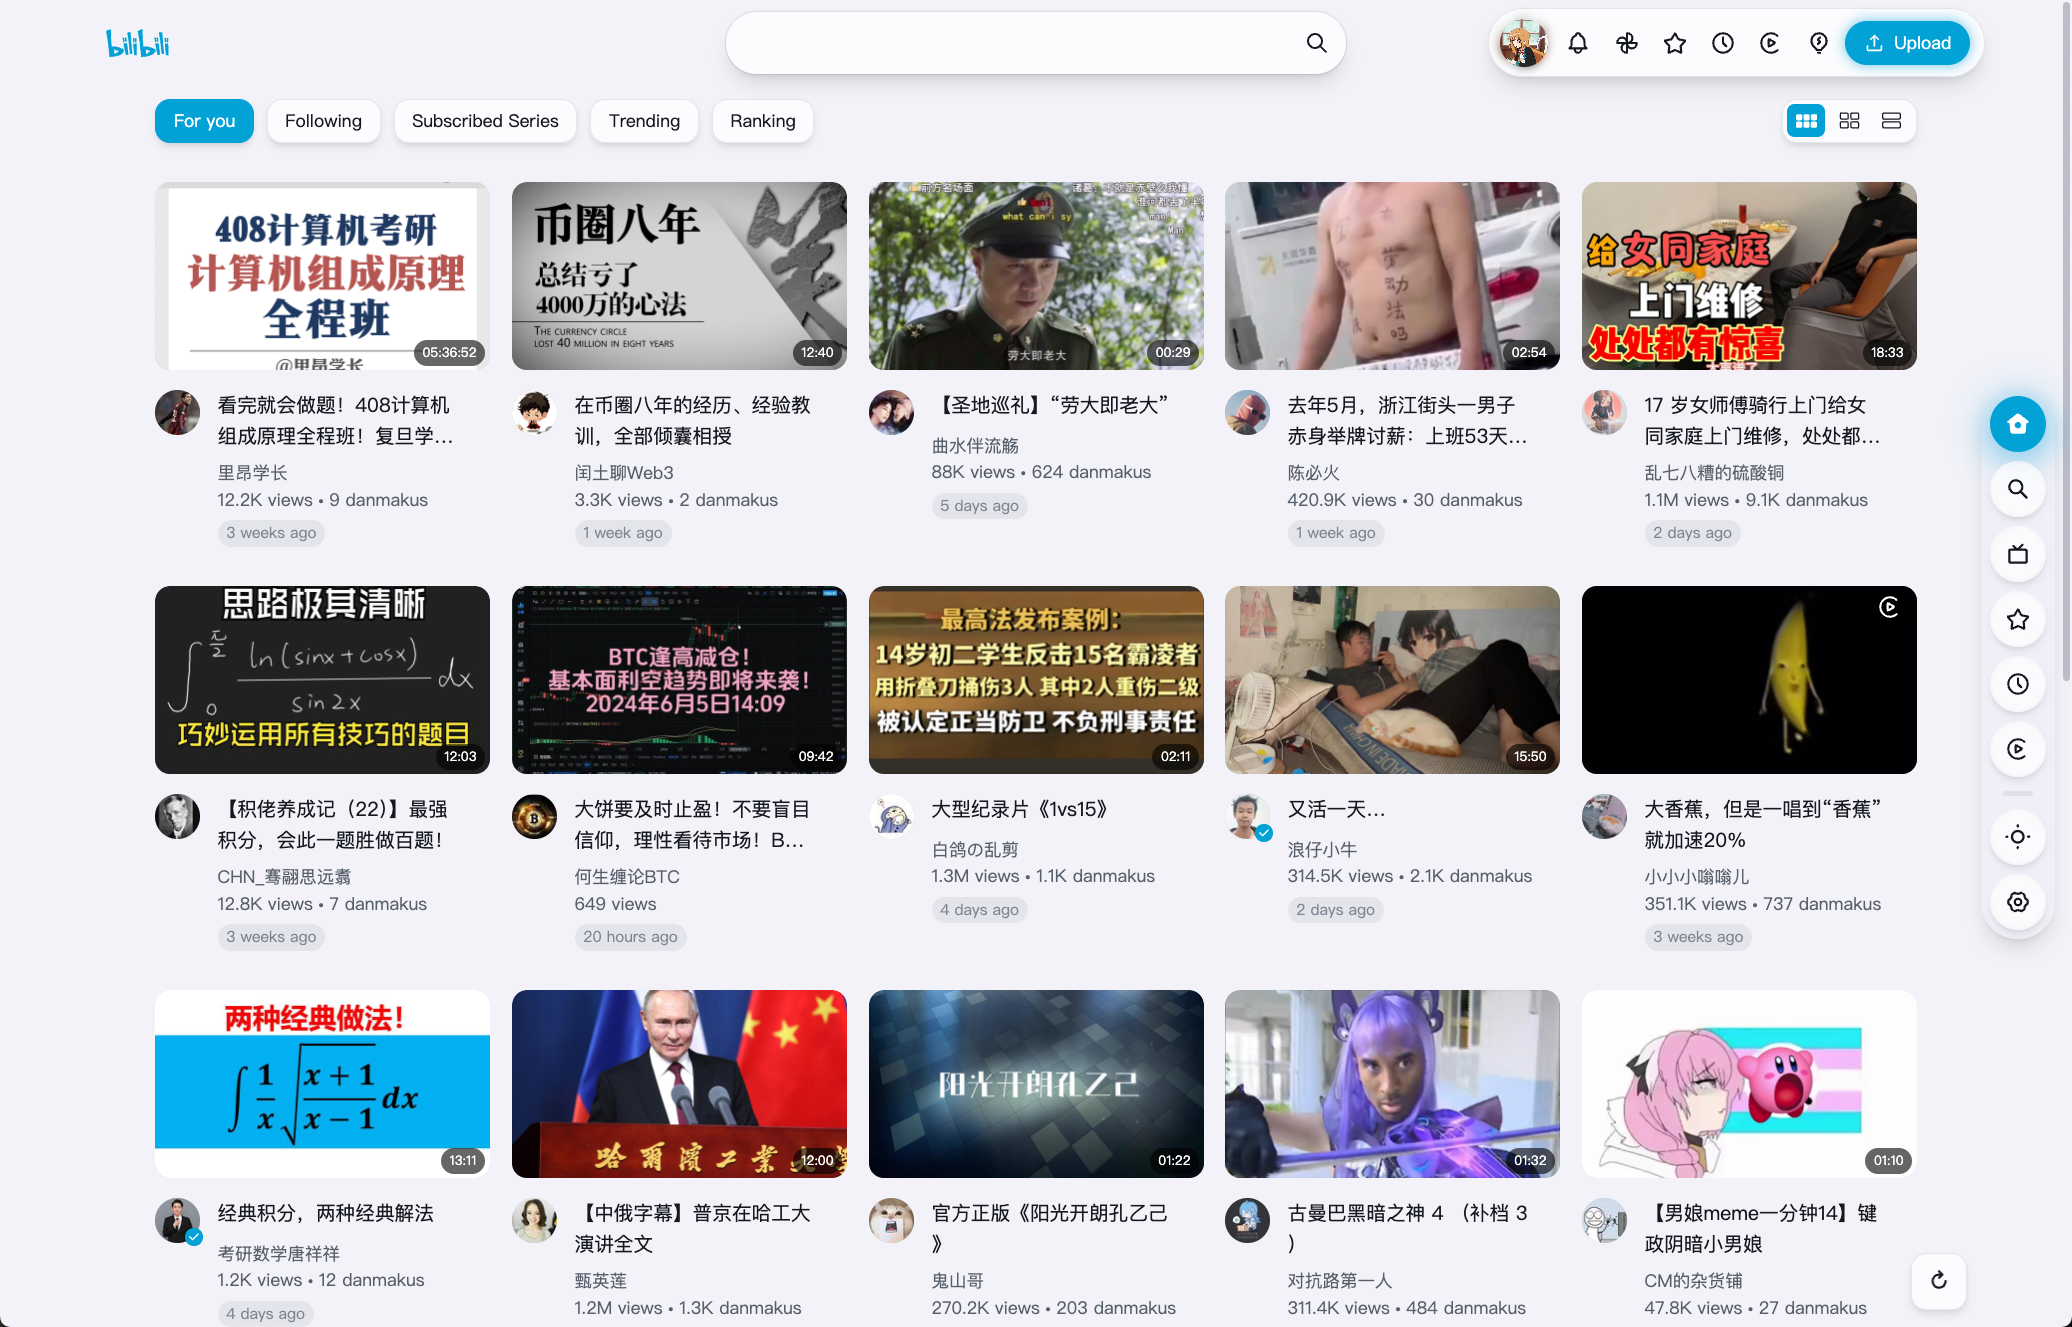 bilibili
Upload
For you
Following
Subscribed Series
Trending
Ranking
408计算机考研
计算机组成原理
全程班
@里昂学长
05:36:52
看完就会做题！408计算机
组成原理全程班！复旦学…
里昂学长
12.2K views • 9 danmakus
3 weeks ago
币圈八年
总结亏了
4000万的心法
THE CURRENCY CIRCLE
LOST 40 MILLION IN EIGHT YEARS
12:40
在币圈八年的经历、经验教
训，全部倾囊相授
闰土聊Web3
3.3K views • 2 danmakus
1 week ago
前方名场面
what can i sy
man!
Man
劳大即老大
00:29
【圣地巡礼】“劳大即老大”
曲水伴流觞
88K views • 624 danmakus
5 days ago
劳动法吗
02:54
去年5月，浙江街头一男子
赤身举牌讨薪：上班53天…
陈必火
420.9K views • 30 danmakus
1 week ago
给女同家庭
上门维修
处处都有惊喜
18:33
17 岁女师傅骑行上门给女
同家庭上门维修，处处都…
乱七八糟的硫酸铜
1.1M views • 9.1K danmakus
2 days ago
思路极其清晰
∫ π/2 0 ln(sinx+cosx) / sin2x dx
巧妙运用所有技巧的题目
12:03
【积佬养成记（22）】最强
积分，会此一题胜做百题！
CHN_骞翮思远翥
12.8K views • 7 danmakus
3 weeks ago
BTC逢高减仓！
基本面利空趋势即将来袭！
2024年6月5日14:09
09:42
大饼要及时止盈！不要盲目
信仰，理性看待市场！B…
何生缠论BTC
649 views
20 hours ago
最高法发布案例：
14岁初二学生反击15名霸凌者
用折叠刀捅伤3人 其中2人重伤二级
被认定正当防卫 不负刑事责任
02:11
大型纪录片《1vs15》
白鸽の乱剪
1.3M views • 1.1K danmakus
4 days ago
15:50
又活一天…
浪仔小牛
314.5K views • 2.1K danmakus
2 days ago
大香蕉，但是一唱到“香蕉”
就加速20%
小小小嗡嗡儿
351.1K views • 737 danmakus
3 weeks ago
两种经典做法！
∫ 1/x √(x+1 / x−1) dx
13:11
经典积分，两种经典解法
考研数学唐祥祥
1.2K views • 12 danmakus
4 days ago
哈爾濱工業大學
12:00
【中俄字幕】普京在哈工大
演讲全文
甄英莲
1.2M views • 1.3K danmakus
阳光开朗孔乙己
01:22
官方正版《阳光开朗孔乙己
》
鬼山哥
270.2K views • 203 danmakus
01:32
古曼巴黑暗之神 4 （补档 3
）
对抗路第一人
311.4K views • 484 danmakus
01:10
【男娘meme一分钟14】键
政阴暗小男娘
CM的杂货铺
47.8K views • 27 danmakus